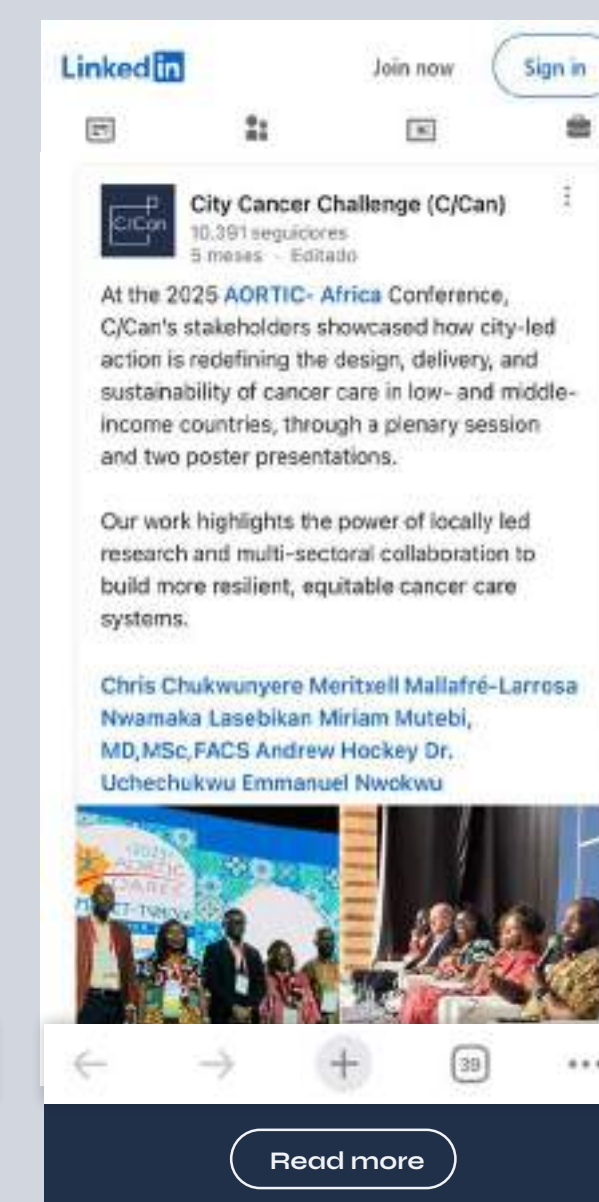 LinkedIn
Join now
Sign in
C/Can
City Cancer Challenge (C/Can)
10.391 seguidores
5 meses · Editado
At the 2025 AORTIC- Africa Conference,
C/Can's stakeholders showcased how city-led
action is redefining the design, delivery, and
sustainability of cancer care in low- and middle-
income countries, through a plenary session
and two poster presentations.
Our work highlights the power of locally led
research and multi-sectoral collaboration to
build more resilient, equitable cancer care
systems.
Chris Chukwunyere Meritxell Mallafré-Larrosa
Nwamaka Lasebikan Miriam Mutebi,
MD,MSc,FACS Andrew Hockey Dr.
Uchechukwu Emmanuel Nwokwu
2025
AORTIC
39
Read more